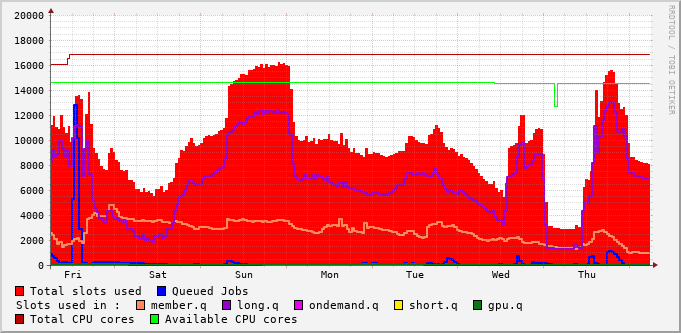 20000
18000
16000
14000
12000
10000
8000
6000
4000
2000
0
Fri Sat Sun Mon Tue Wed Thu
RRDTOOL / TOBI OETIKER
Total slots used Queued Jobs
Slots used in : member.q long.q ondemand.q short.q gpu.q
Total CPU cores Available CPU cores